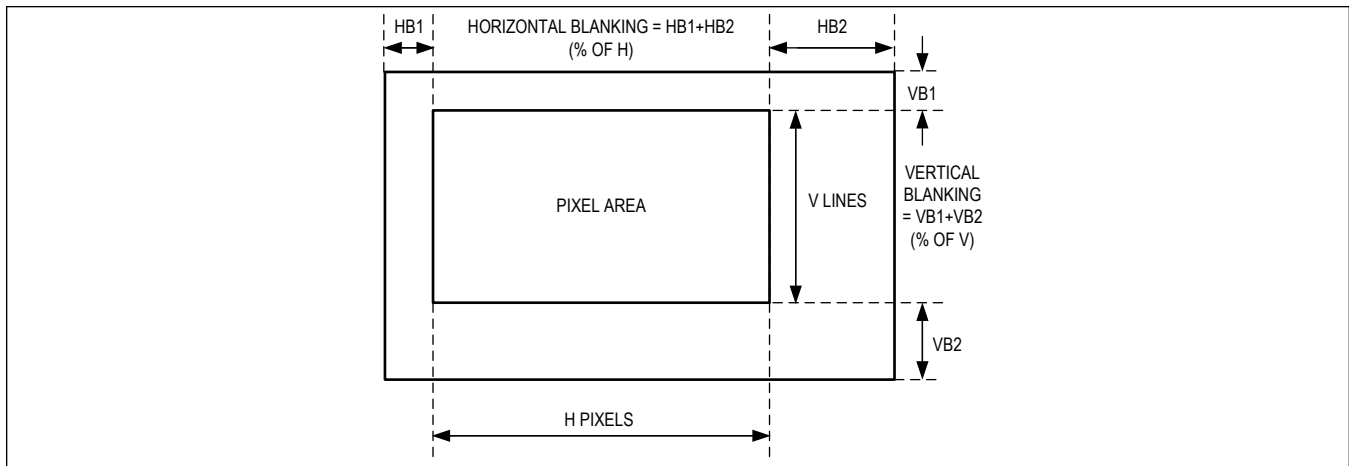 HB1
HORIZONTAL BLANKING = HB1+HB2
(% OF H)
HB2
VB1
PIXEL AREA
V LINES
VERTICAL
BLANKING
= VB1+VB2
(% OF V)
VB2
H PIXELS